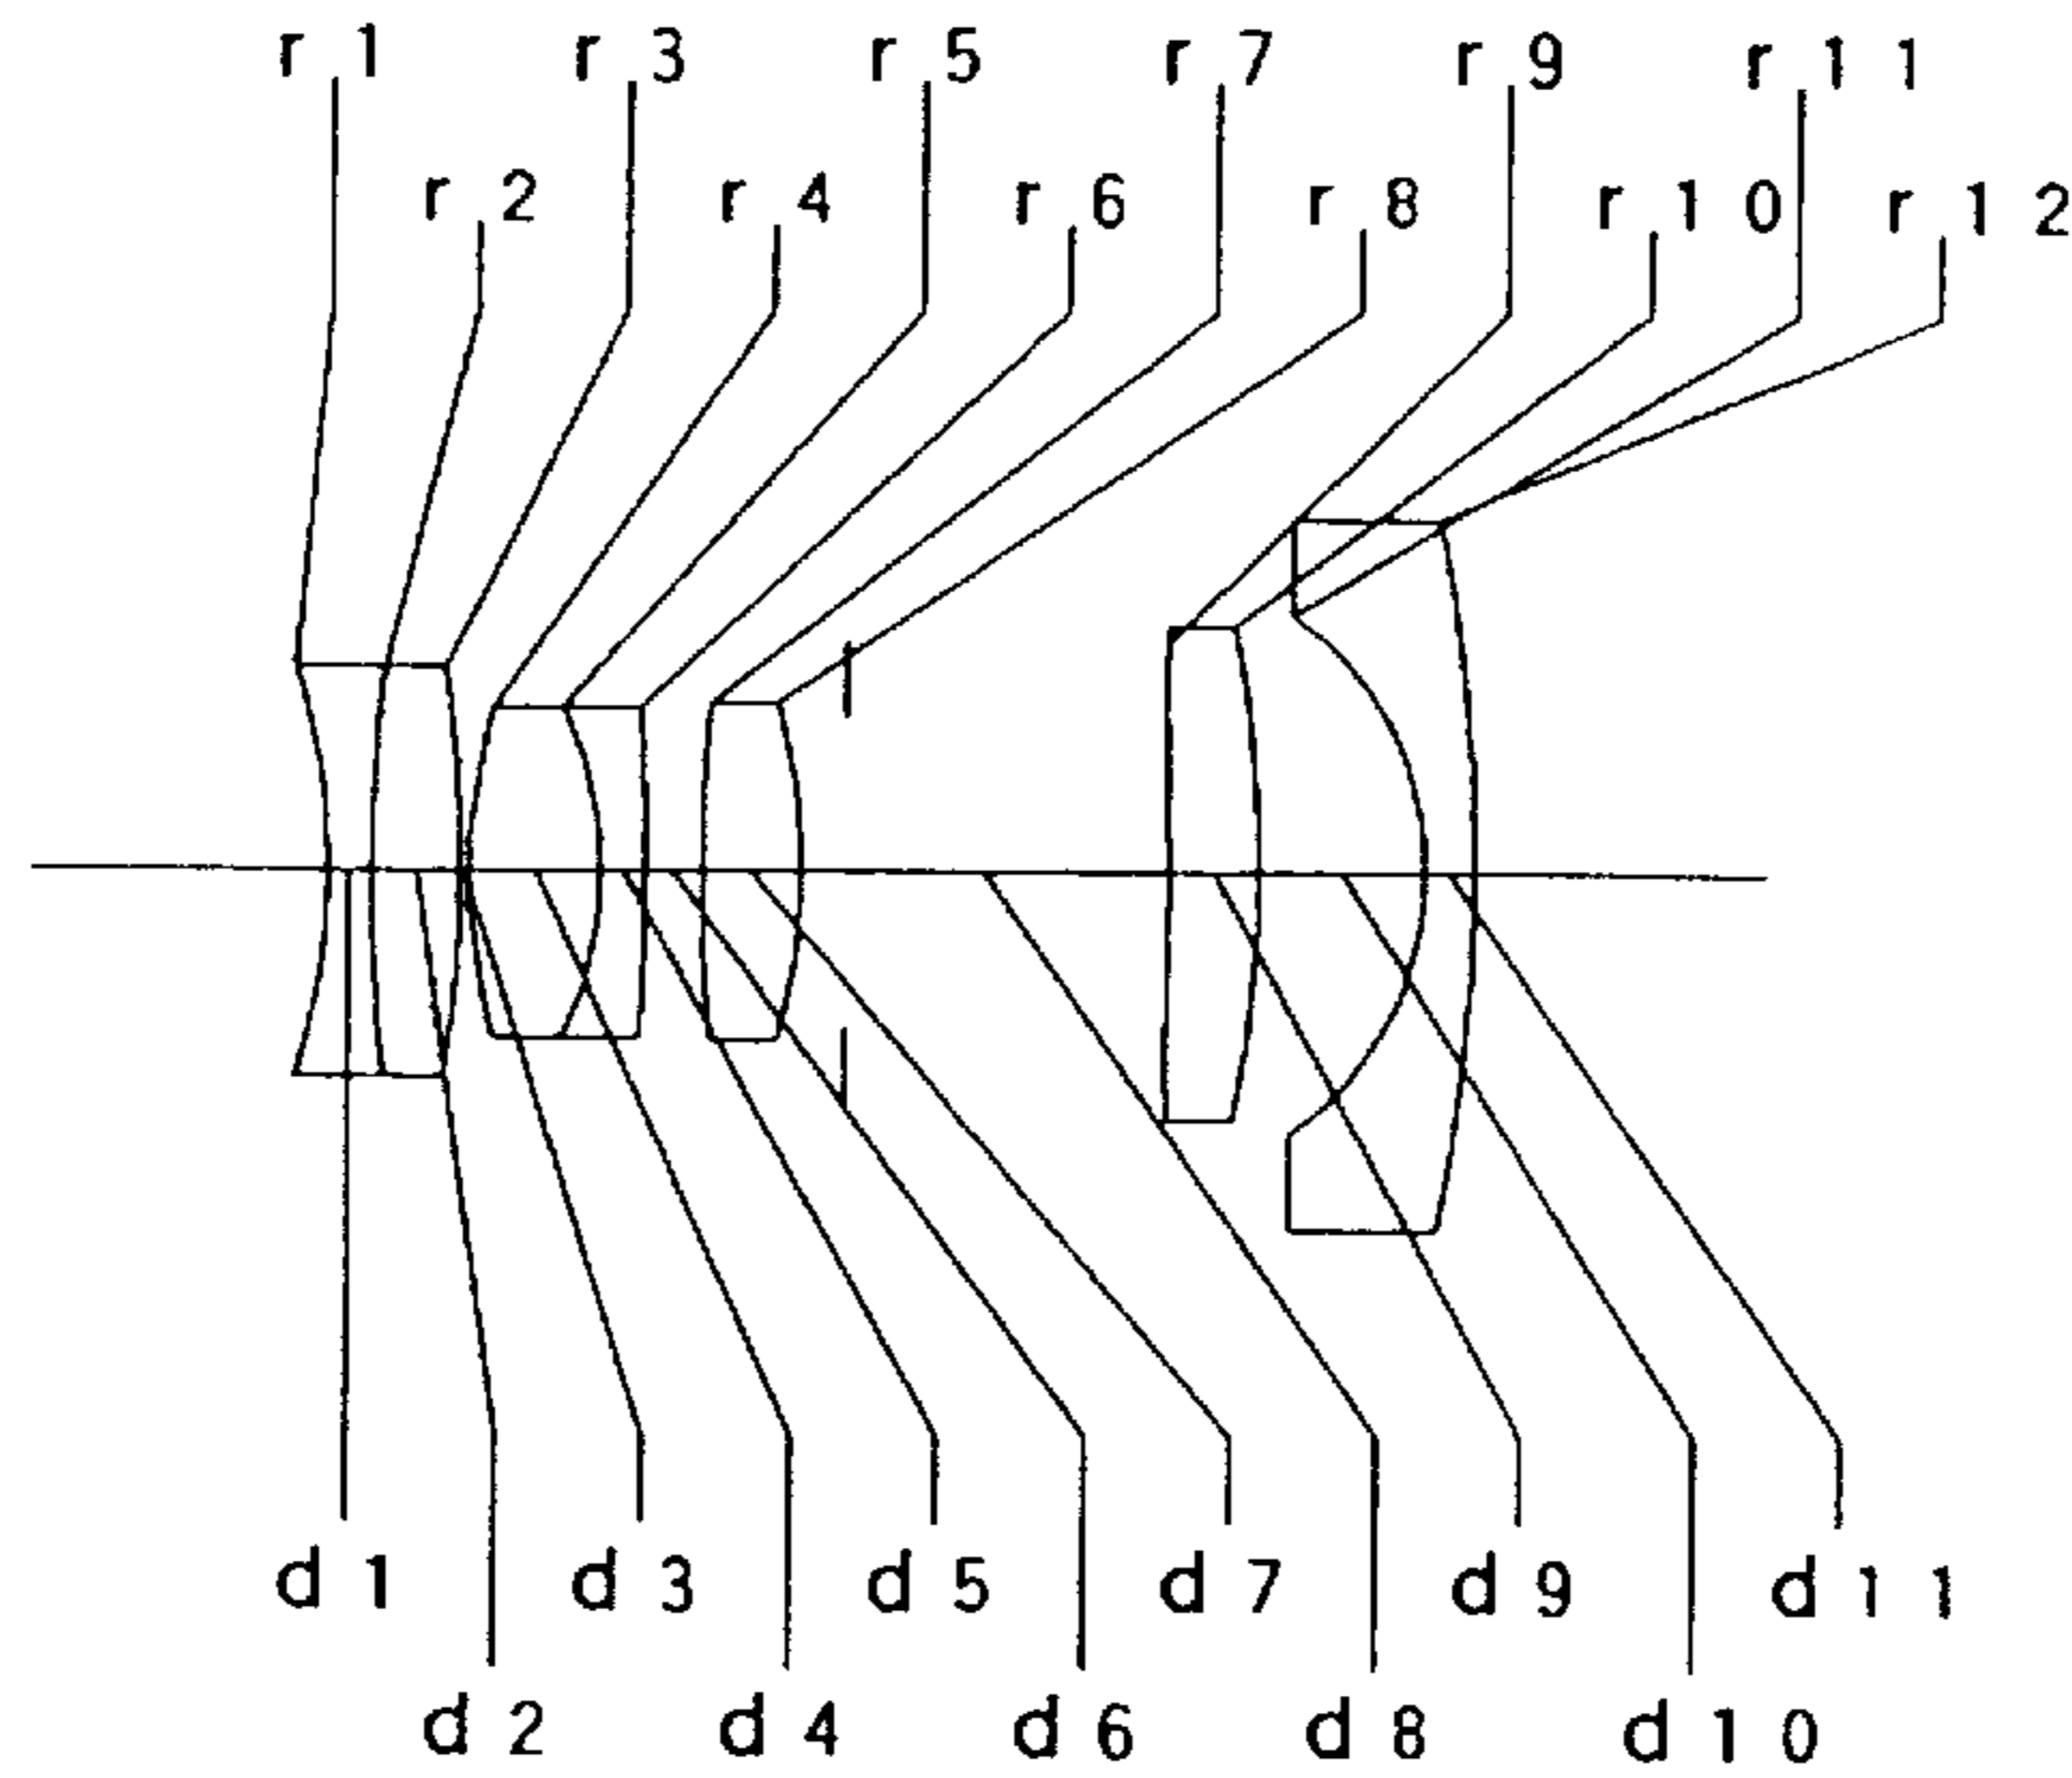 r 1 r 3 r 5 r 7 r 9 r 1 1
r 2 r 4 r 6 r 8 r 1 0 r 1 2
d 1 d 3 d 5 d 7 d 9 d 1 1
d 2 d 4 d 6 d 8 d 1 0